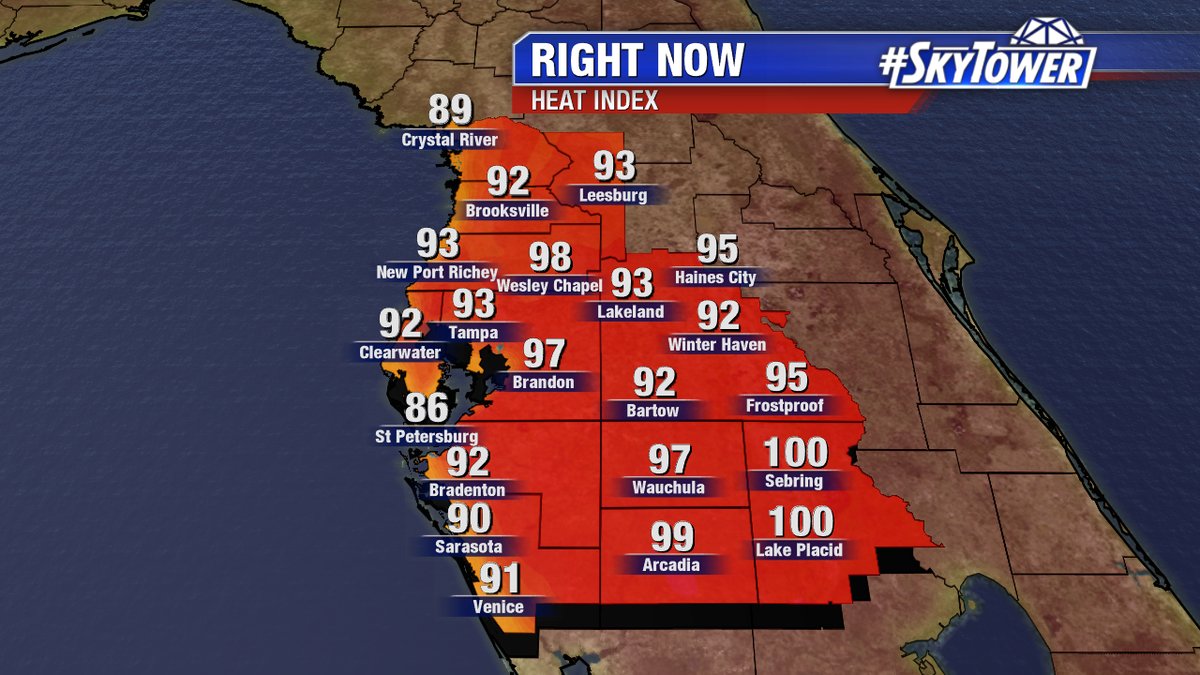 RIGHT NOW
#SKYTOWER
HEAT INDEX
89
Crystal River
93
Leesburg
92
Brooksville
93
New Port Richey
98
Wesley Chapel
95
Haines City
93
Lakeland
93
Tampa
92
Clearwater
92
Winter Haven
97
Brandon
92
Bartow
95
Frostproof
86
St Petersburg
92
Bradenton
97
Wauchula
100
Sebring
90
Sarasota
99
Arcadia
100
Lake Placid
91
Venice